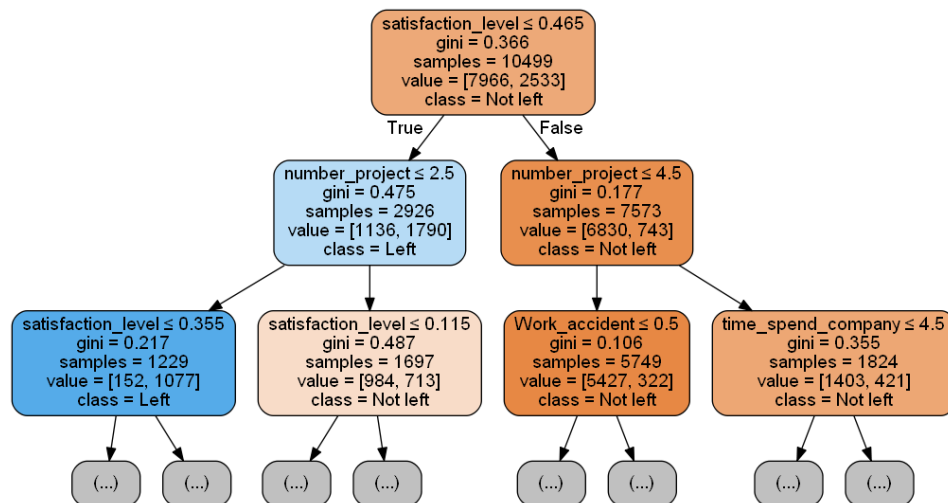 satisfaction_level ≤ 0.465
gini = 0.366
samples = 10499
value = [7966, 2533]
class = Not left
True
False
number_project ≤ 2.5
gini = 0.475
samples = 2926
value = [1136, 1790]
class = Left
number_project ≤ 4.5
gini = 0.177
samples = 7573
value = [6830, 743]
class = Not left
satisfaction_level ≤ 0.355
gini = 0.217
samples = 1229
value = [152, 1077]
class = Left
satisfaction_level ≤ 0.115
gini = 0.487
samples = 1697
value = [984, 713]
class = Not left
Work_accident ≤ 0.5
gini = 0.106
samples = 5749
value = [5427, 322]
class = Not left
time_spend_company ≤ 4.5
gini = 0.355
samples = 1824
value = [1403, 421]
class = Not left
(...)
(...)
(...)
(...)
(...)
(...)
(...)
(...)